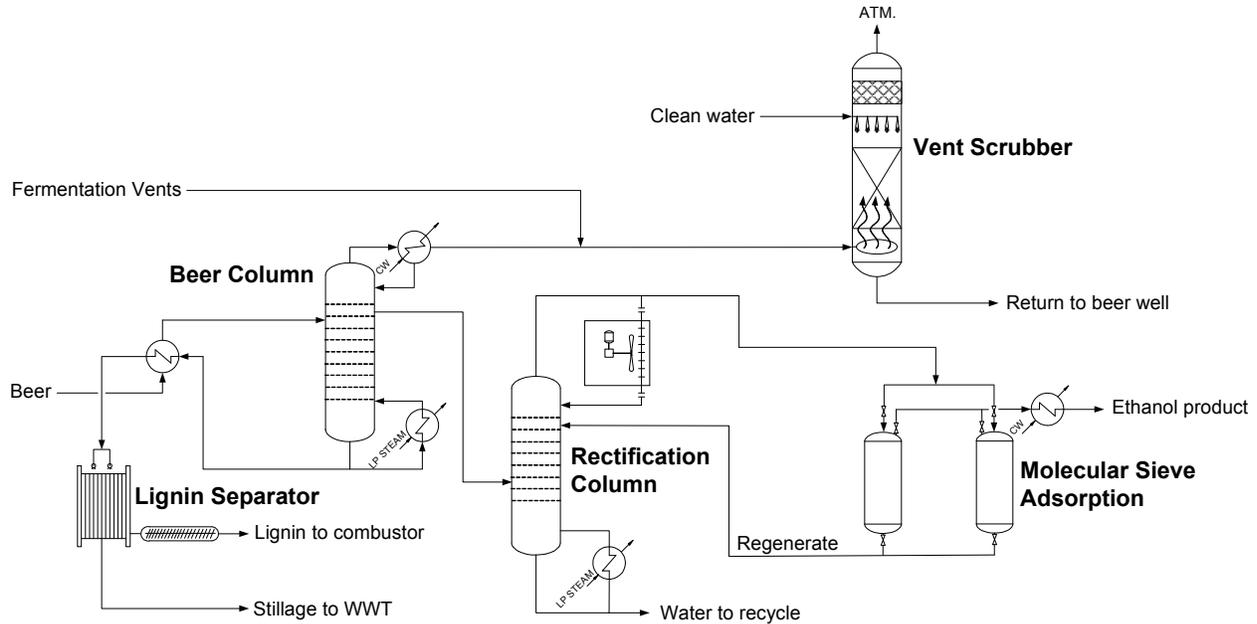 ATM.
Clean water
Vent Scrubber
Fermentation Vents
CW
Beer Column
Return to beer well
Beer
Ethanol product
CW
LP STEAM
Rectification
Column
Molecular Sieve
Adsorption
Lignin Separator
Lignin to combustor
Regenerate
LP STEAM
Stillage to WWT
Water to recycle